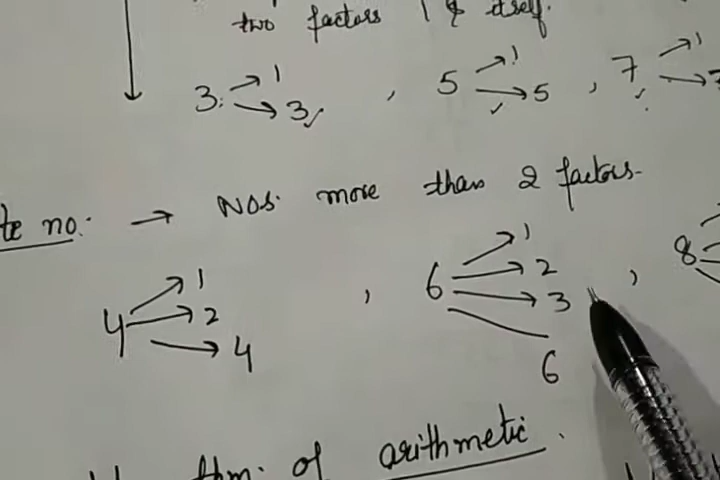 two factors 1 & itself.
3: 1 3 , 5 1 5 , 7 1
te no: → NOS. more than 2 factors.
4 1 2 4 , 6 1 2 3 6 , 8
thm. of arithmetic.